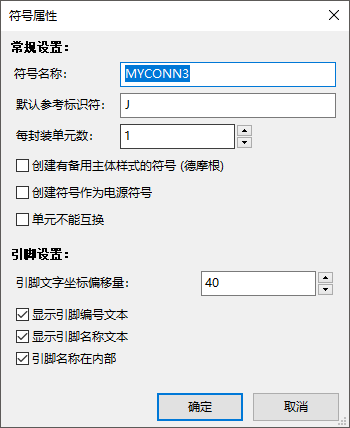 符号属性
常规设置：
符号名称： MYCONN3
默认参考标识符： J
每封装单元数： 1
创建有备用主体样式的符号 (德摩根)
创建符号作为电源符号
单元不能互换
引脚设置：
引脚文字坐标偏移量： 40
显示引脚编号文本
显示引脚名称文本
引脚名称在内部
确定 取消